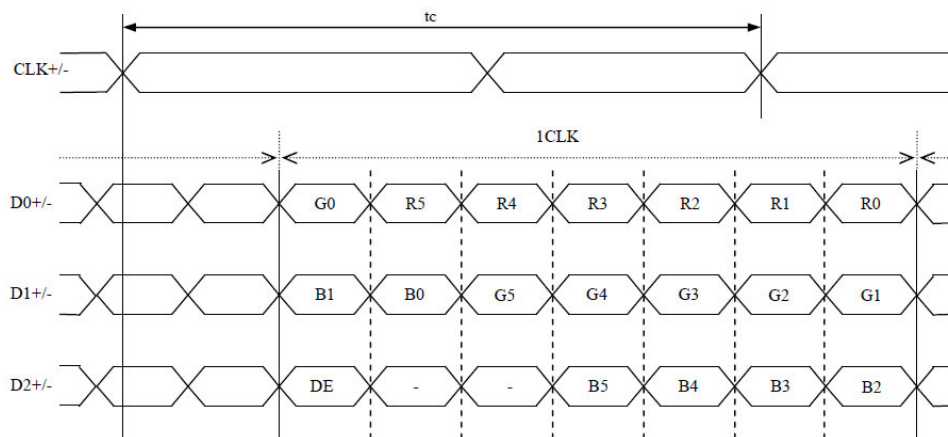 tc
CLK+/-
1CLK
D0+/- G0 R5 R4 R3 R2 R1 R0
D1+/- B1 B0 G5 G4 G3 G2 G1
D2+/- DE - - B5 B4 B3 B2